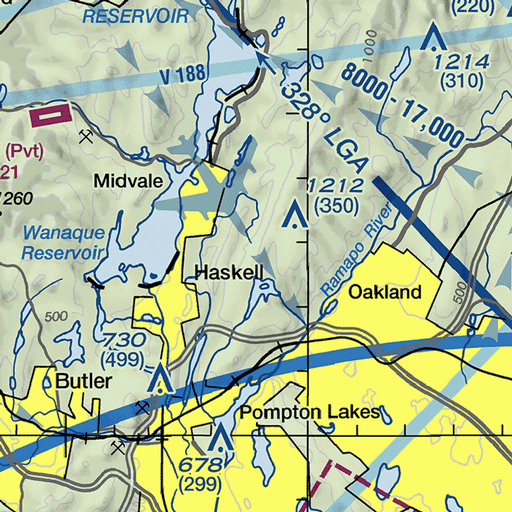 RESERVOIR
(220)
1000
1214
(310)
V 188
8000 - 17,000
328° LGA
(Pvt)
21
Midvale
1212
(350)
1260
Wanaque
Reservoir
Ramapo River
Haskell
Oakland
500
500
730
(499)
Butler
Pompton Lakes
678
(299)